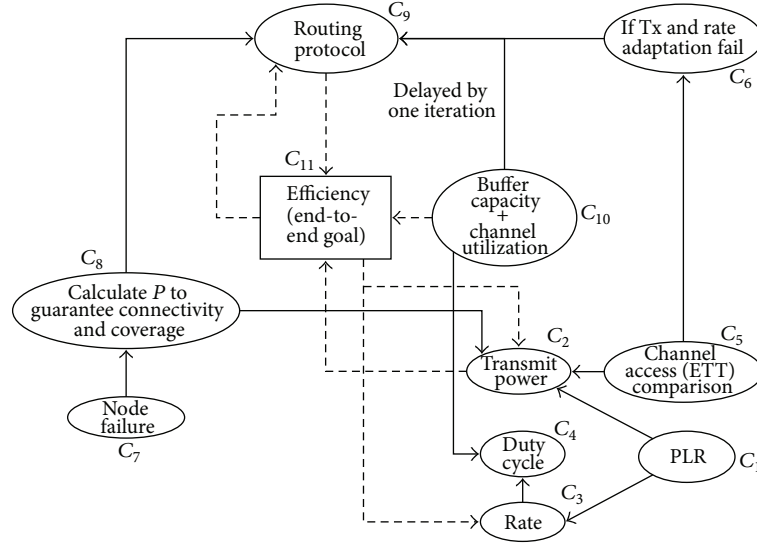 C9
Routing
protocol
If Tx and rate
adaptation fail
C6
Delayed by
one iteration
C11
Efficiency
(end-to-
end goal)
Buffer
capacity
+
channel
utilization
C10
C8
Calculate P to
guarantee connectivity
and coverage
C2
Transmit
power
C5
Channel
access (ETT)
comparison
Node
failure
C7
C4
Duty
cycle
PLR
C1
C3
Rate